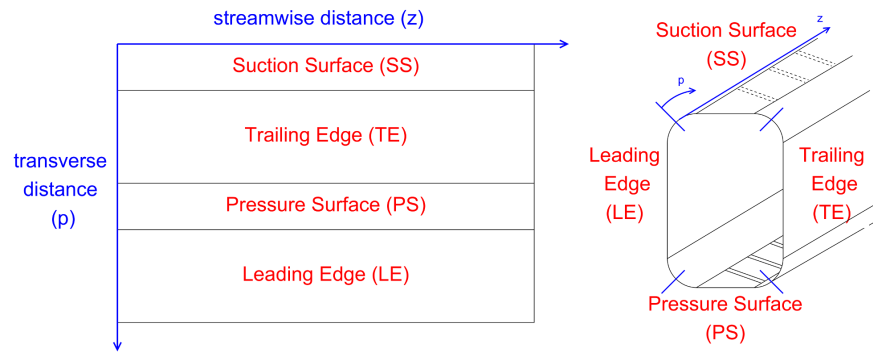 streamwise distance (z)
Suction Surface (SS)
Trailing Edge (TE)
Pressure Surface (PS)
Leading Edge (LE)
transverse
distance
(p)
Suction Surface
(SS)
z
p
Leading
Edge
(LE)
Trailing
Edge
(TE)
Pressure Surface
(PS)